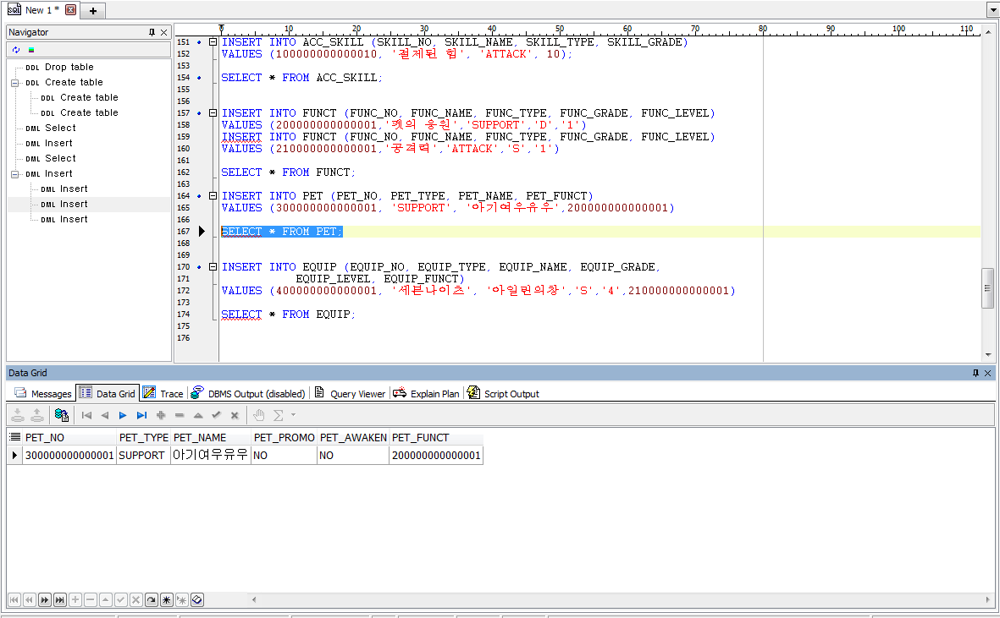 New 1 *
Navigator
DDL Drop table
DDL Create table
DDL Create table
DDL Create table
DML Select
DML Insert
DML Select
DML Insert
DML Insert
DML Insert
DML Insert
0 10 20 30 40 50 60 70 80 90 100 110
151 INSERT INTO ACC_SKILL (SKILL_NO, SKILL_NAME, SKILL_TYPE, SKILL_GRADE)
152 VALUES (100000000000010, '절제된 힘', 'ATTACK', 10);
153
154 SELECT * FROM ACC_SKILL;
155
156
157 INSERT INTO FUNCT (FUNC_NO, FUNC_NAME, FUNC_TYPE, FUNC_GRADE, FUNC_LEVEL)
158 VALUES (200000000000001,'펫의 응원','SUPPORT','D','1')
159 INSERT INTO FUNCT (FUNC_NO, FUNC_NAME, FUNC_TYPE, FUNC_GRADE, FUNC_LEVEL)
160 VALUES (210000000000001,'공격력','ATTACK','S','1')
161
162 SELECT * FROM FUNCT;
163
164 INSERT INTO PET (PET_NO, PET_TYPE, PET_NAME, PET_FUNCT)
165 VALUES (300000000000001, 'SUPPORT', '아기여우유우',200000000000001)
166
167 SELECT * FROM PET;
168
169
170 INSERT INTO EQUIP (EQUIP_NO, EQUIP_TYPE, EQUIP_NAME, EQUIP_GRADE,
171 EQUIP_LEVEL, EQUIP_FUNCT)
172 VALUES (400000000000001, '세븐나이츠', '아일린의창','S','4',210000000000001)
173
174 SELECT * FROM EQUIP;
175
176
Data Grid
Messages Data Grid Trace DBMS Output (disabled) Query Viewer Explain Plan Script Output
PET_NO PET_TYPE PET_NAME PET_PROMO PET_AWAKEN PET_FUNCT
300000000000001 SUPPORT 아기여우유우 NO NO 200000000000001